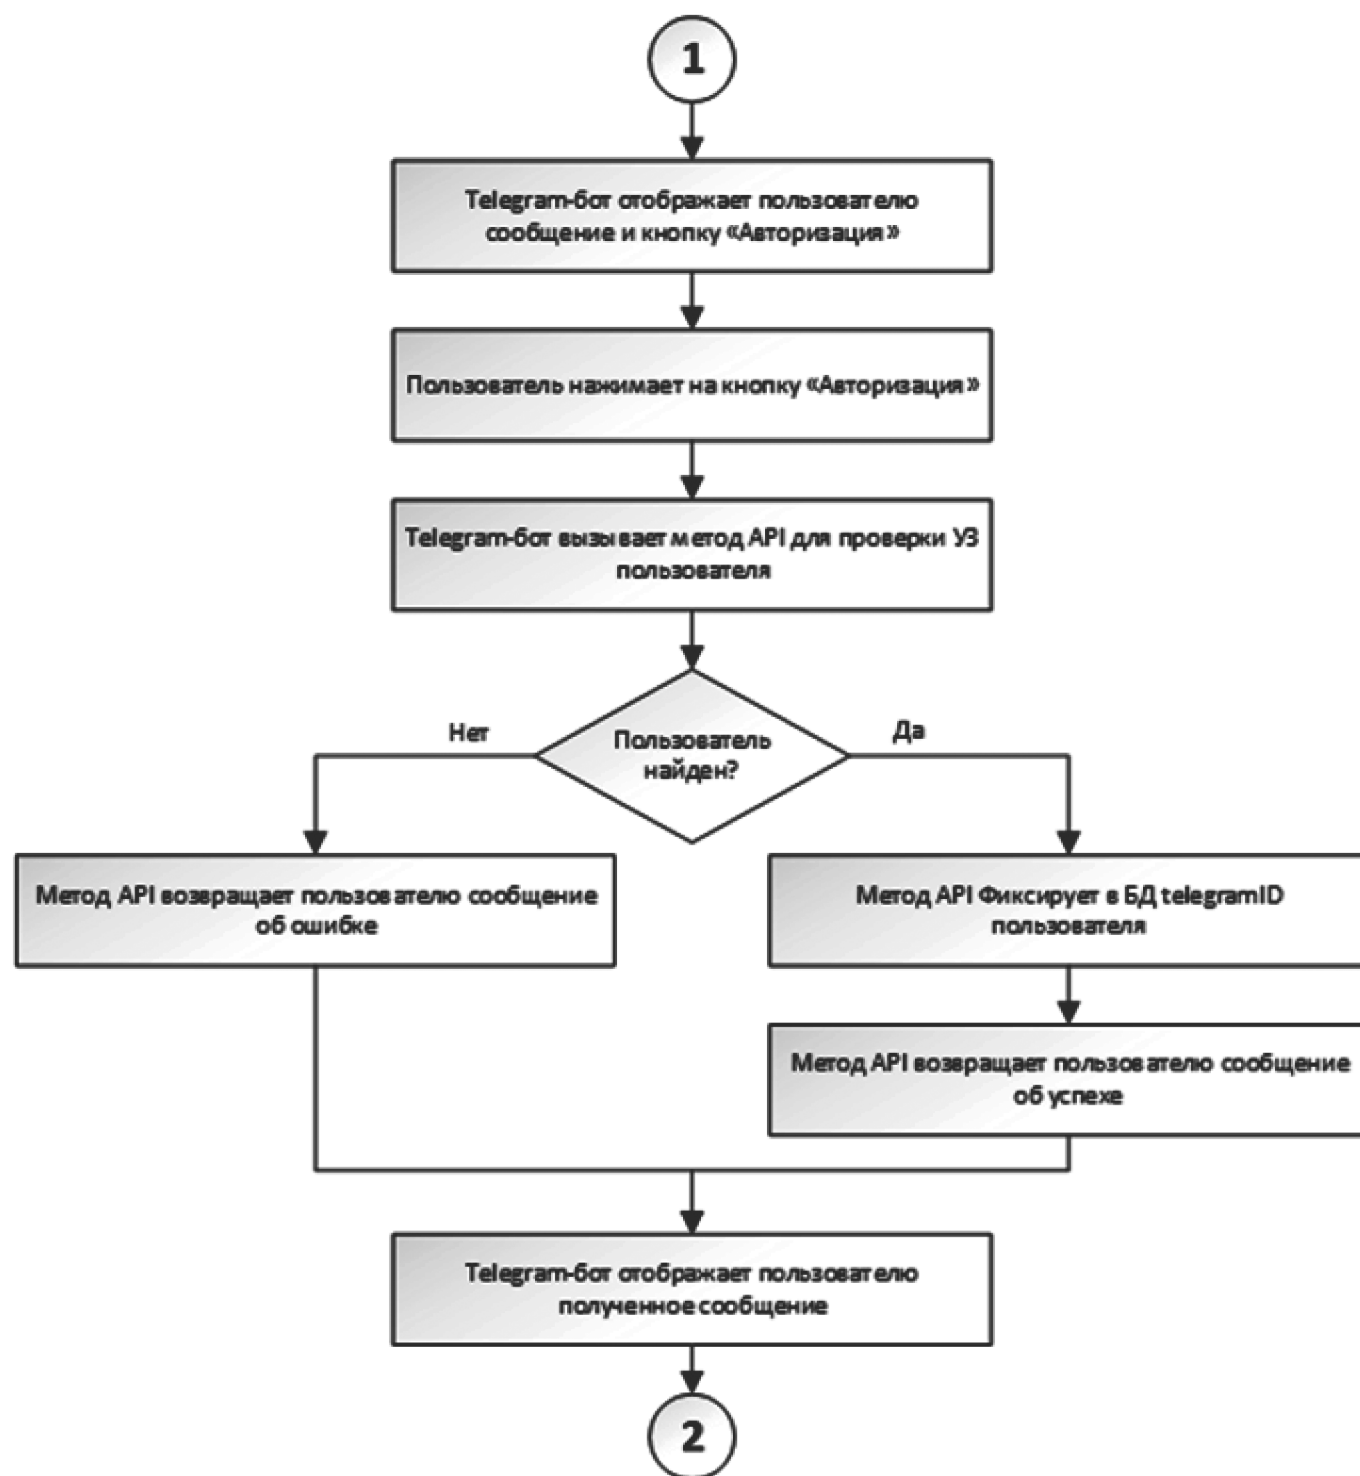 1
Telegram-бот отображает пользователю
сообщение и кнопку «Авторизация»
Пользователь нажимает на кнопку «Авторизация»
Telegram-бот вызывает метод API для проверки УЗ
пользователя
Нет
Пользователь
найден?
Да
Метод API возвращает пользователю сообщение
об ошибке
Метод API Фиксирует в БД telegramID
пользователя
Метод API возвращает пользователю сообщение
об успехе
Telegram-бот отображает пользователю
полученное сообщение
2